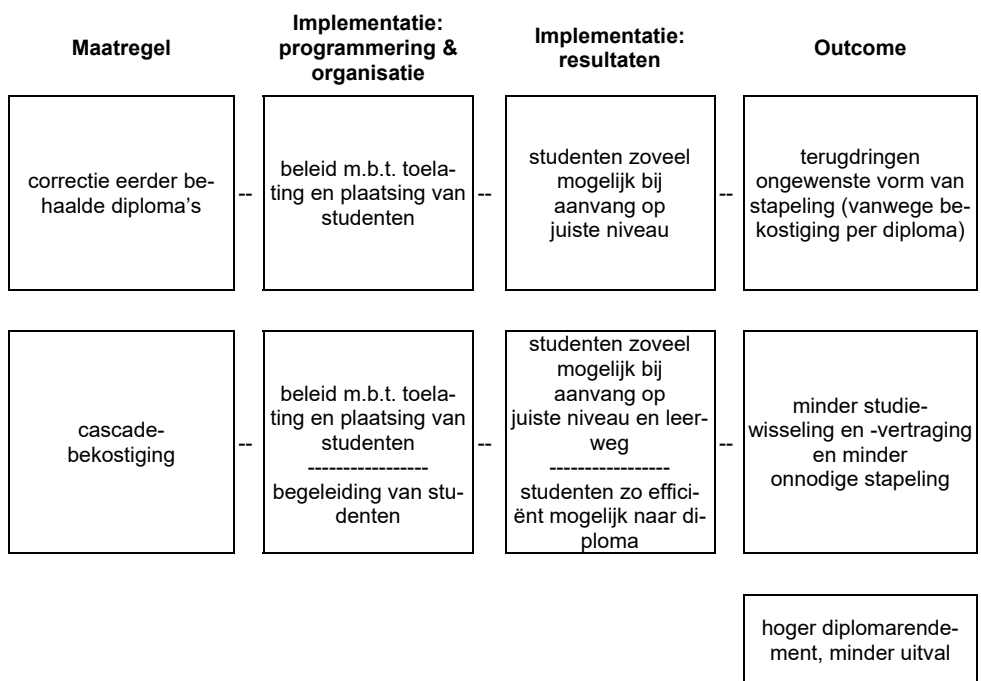 Maatregel
Implementatie:
programmering &
organisatie
Implementatie:
resultaten
Outcome
correctie eerder be-
haalde diploma's
--
beleid m.b.t. toela-
ting en plaatsing van
studenten
--
studenten zoveel
mogelijk bij
aanvang op
juiste niveau
--
terugdringen
ongewenste vorm van
stapeling (vanwege be-
kostiging per diploma)
cascade-
bekostiging
--
beleid m.b.t. toela-
ting en plaatsing van
studenten
-----------------
begeleiding van stu-
denten
--
studenten zoveel
mogelijk bij
aanvang op
juiste niveau en leer-
weg
-----------------
studenten zo effici-
ënt mogelijk naar di-
ploma
--
minder studie-
wisseling en -vertraging
en minder
onnodige stapeling
hoger diplomarende-
ment, minder uitval